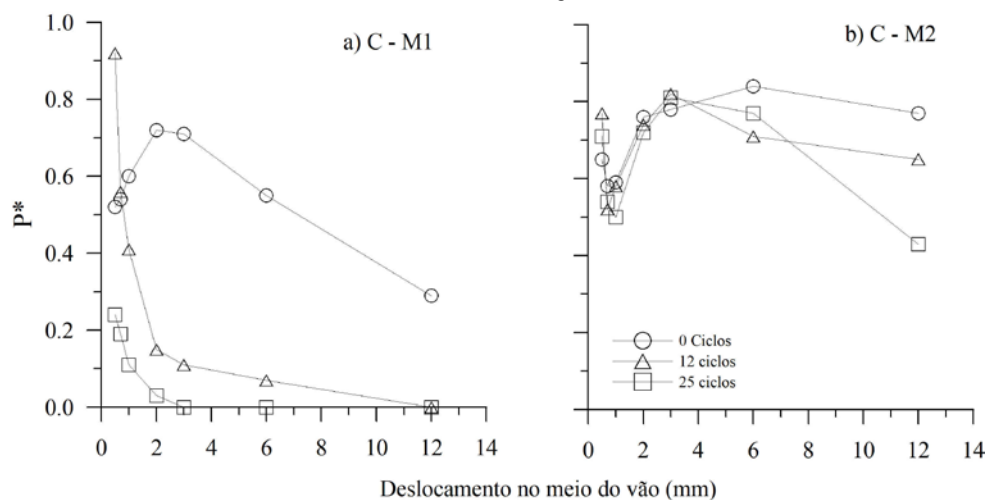 a) C - M1
b) C - M2
P*
1.0
0.8
0.6
0.4
0.2
0.0
0 2 4 6 8 10 12 14
0 2 4 6 8 10 12 14
0 Ciclos
12 ciclos
25 ciclos
Deslocamento no meio do vão (mm)